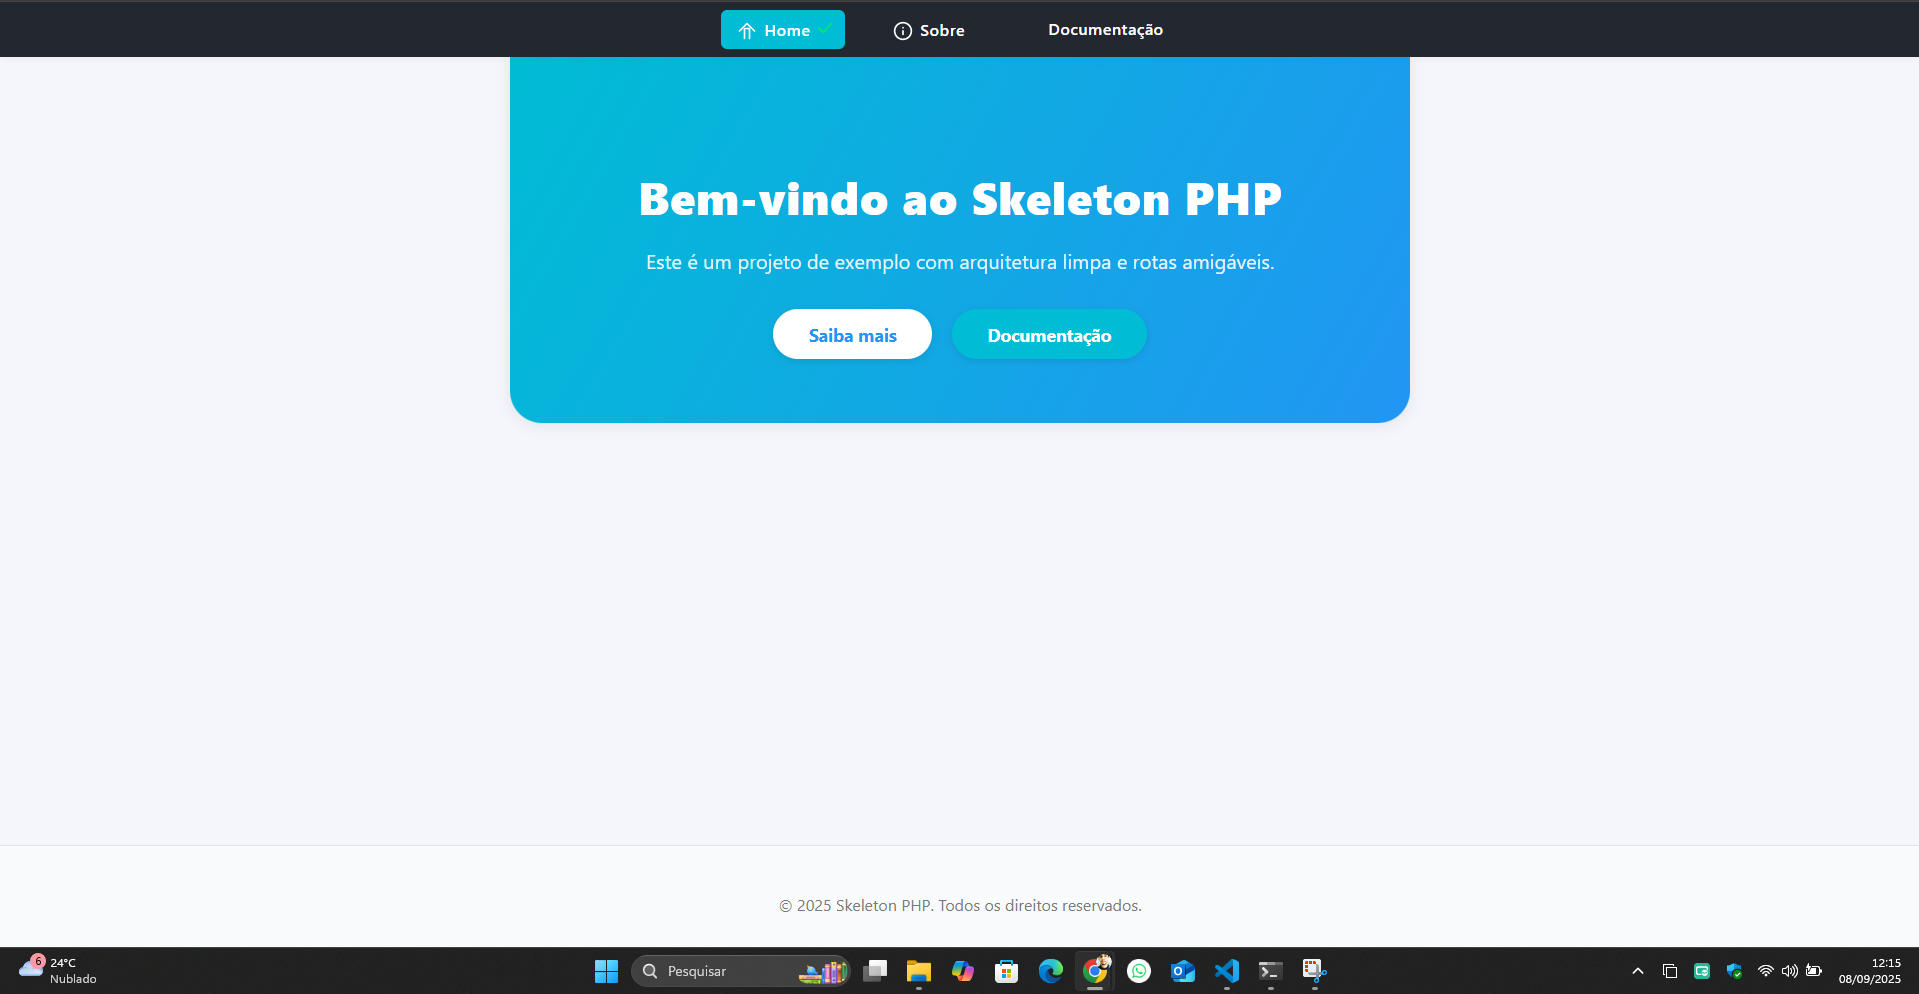 Home
Sobre
Documentação
Bem-vindo ao Skeleton PHP
Este é um projeto de exemplo com arquitetura limpa e rotas amigáveis.
Saiba mais
Documentação
© 2025 Skeleton PHP. Todos os direitos reservados.
6
24°C
Nublado
Pesquisar
12:15
08/09/2025